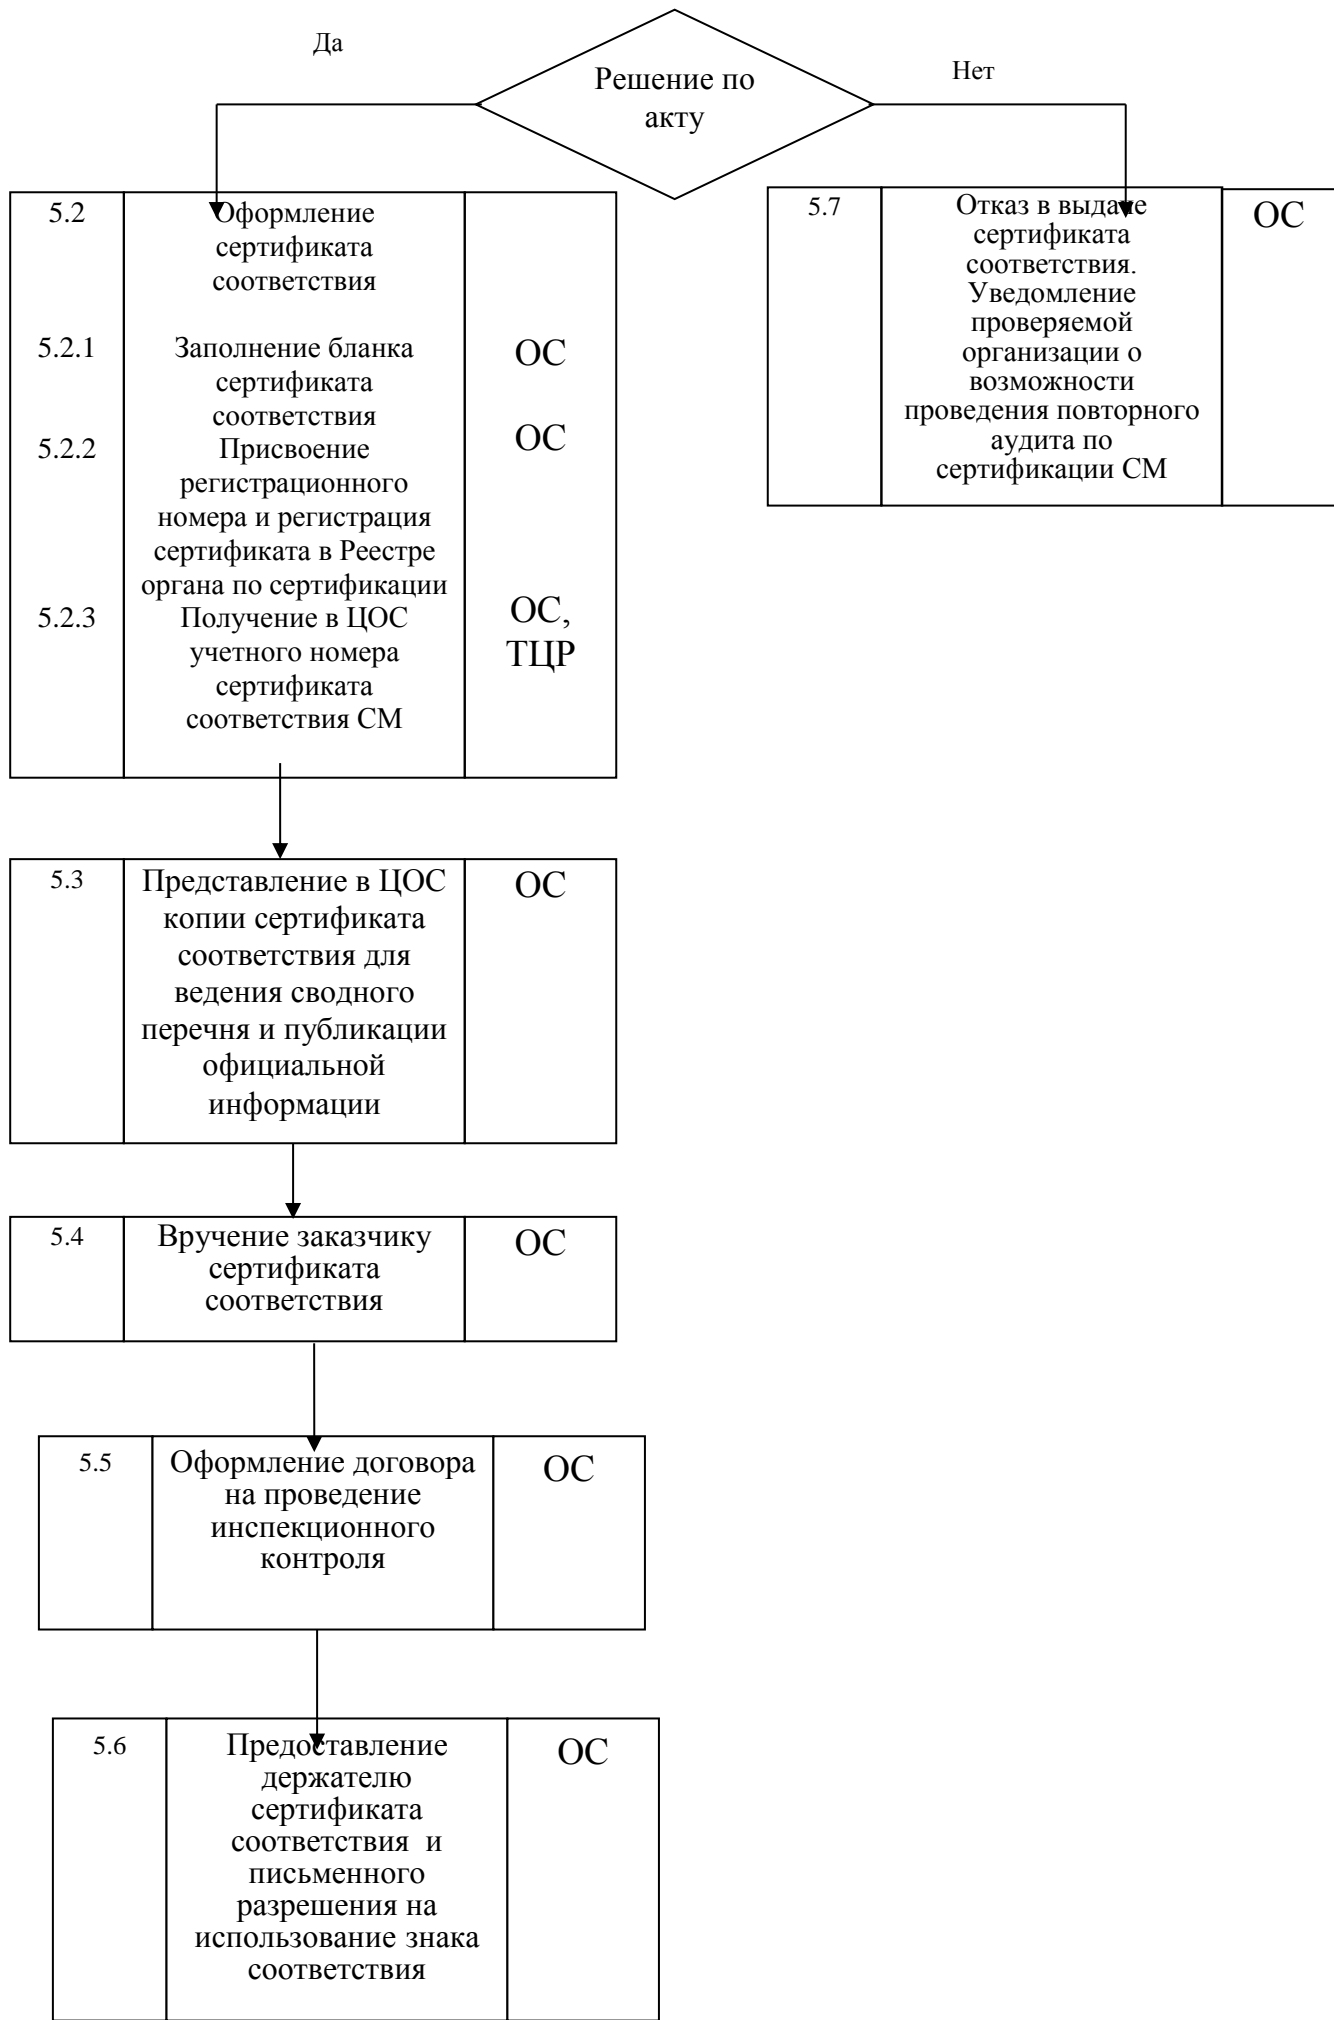 Да
Решение по
акту
Нет
5.2
Оформление
сертификата
соответствия
5.2.1
Заполнение бланка
сертификата
соответствия
ОС
5.2.2
Присвоение
регистрационного
номера и регистрация
сертификата в Реестре
органа по сертификации
ОС
5.2.3
Получение в ЦОС
учетного номера
сертификата
соответствия СМ
ОС,
ТЦР
5.7
Отказ в выдаче
сертификата
соответствия.
Уведомление
проверяемой
организации о
возможности
проведения повторного
аудита по
сертификации СМ
ОС
5.3
Представление в ЦОС
копии сертификата
соответствия для
ведения сводного
перечня и публикации
официальной
информации
ОС
5.4
Вручение заказчику
сертификата
соответствия
ОС
5.5
Оформление договора
на проведение
инспекционного
контроля
ОС
5.6
Предоставление
держателю
сертификата
соответствия и
письменного
разрешения на
использование знака
соответствия
ОС